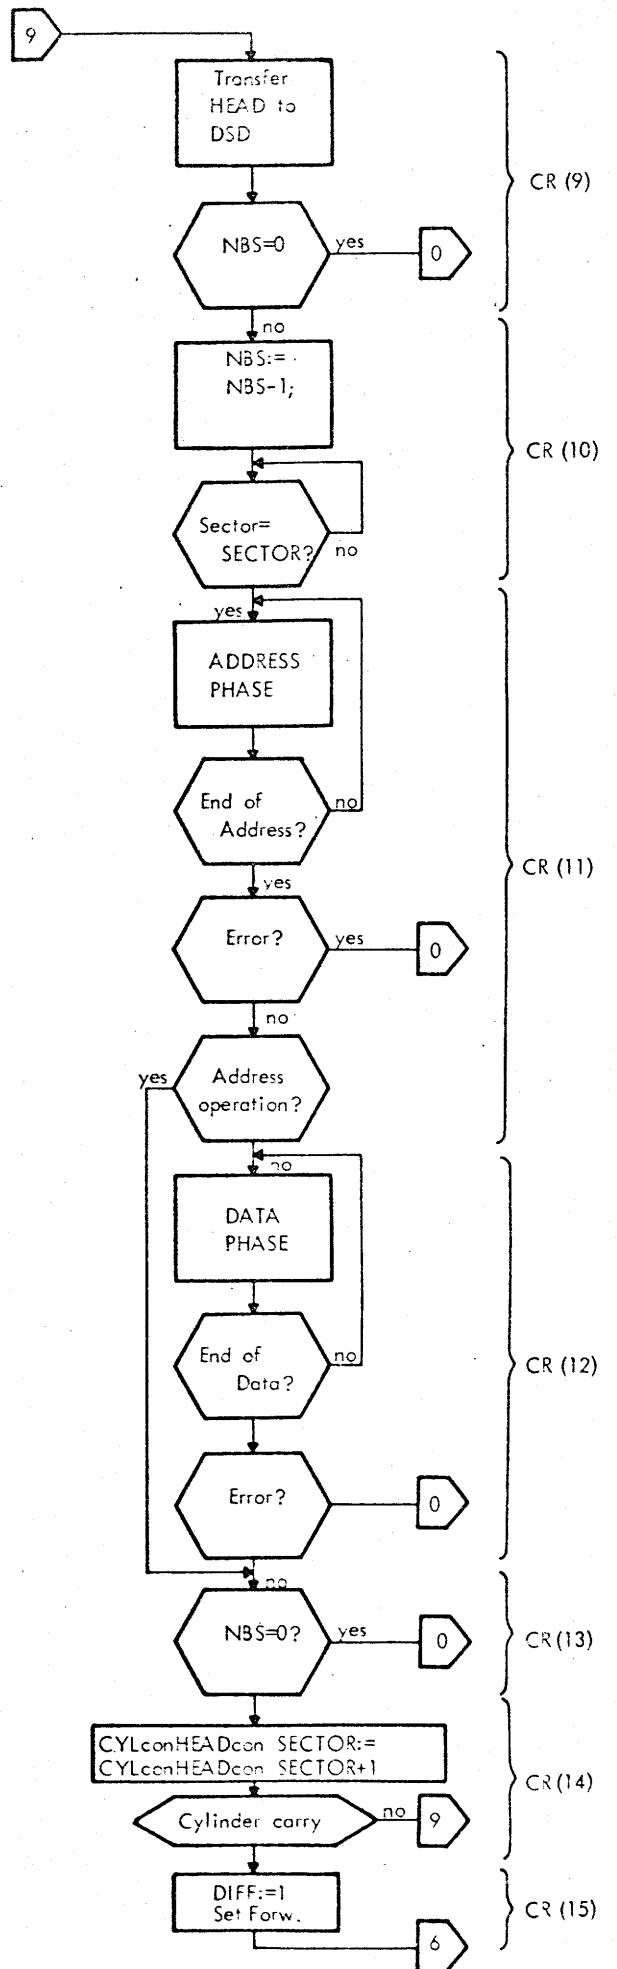 9
Transfer
HEAD to
DSD
CR (9)
NBS=0
yes
0
no
NBS:=
NBS-1;
CR (10)
Sector=
SECTOR?
no
yes
ADDRESS
PHASE
End of
Address?
no
CR (11)
yes
Error?
yes
0
no
Address
operation?
yes
no
DATA
PHASE
End of
Data?
no
CR (12)
Error?
0
no
NBS=0?
yes
0
CR (13)
CYLconHEADcon SECTOR:=
CYLconHEADcon SECTOR+1
CR (14)
Cylinder carry
no
9
DIFF:=1
Set Forw.
CR (15)
6